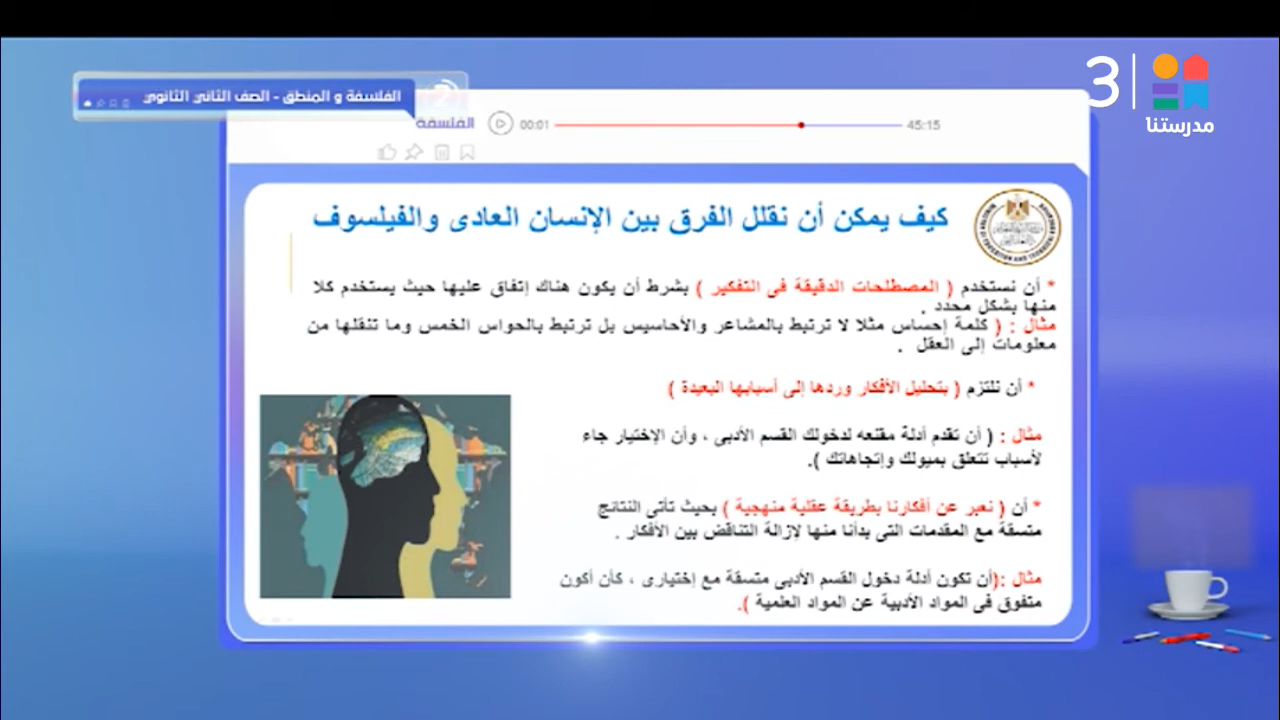 3
مدرستنا
الفلسفة و المنطق - الصف الثاني الثانوي
الفلسفة
00:01
45:15
كيف يمكن أن نقلل الفرق بين الإنسان العادى والفيلسوف
* أن نستخدم ( المصطلحات الدقيقة فى التفكير ) بشرط أن يكون هناك إتفاق عليها حيث يستخدم كلا
منها بشكل محدد .
مثال : ( كلمة إحساس مثلا لا ترتبط بالمشاعر والأحاسيس بل ترتبط بالحواس الخمس وما تنقلها من
معلومات إلى العقل .
* أن نلتزم ( بتحليل الأفكار وردها إلى أسبابها البعيدة )
مثال : ( أن تقدم أدلة مقنعه لدخولك القسم الأدبى ، وأن الإختيار جاء
لأسباب تتعلق بميولك وإتجاهاتك ).
* أن ( نعبر عن أفكارنا بطريقة عقلية منهجية ) بحيث تأتى النتائج
متسقة مع المقدمات التى بدأنا منها لإزالة التناقض بين الأفكار .
مثال :(أن تكون أدلة دخول القسم الأدبى متسقة مع إختيارى ، كأن أكون
متفوق فى المواد الأدبية عن المواد العلمية ).